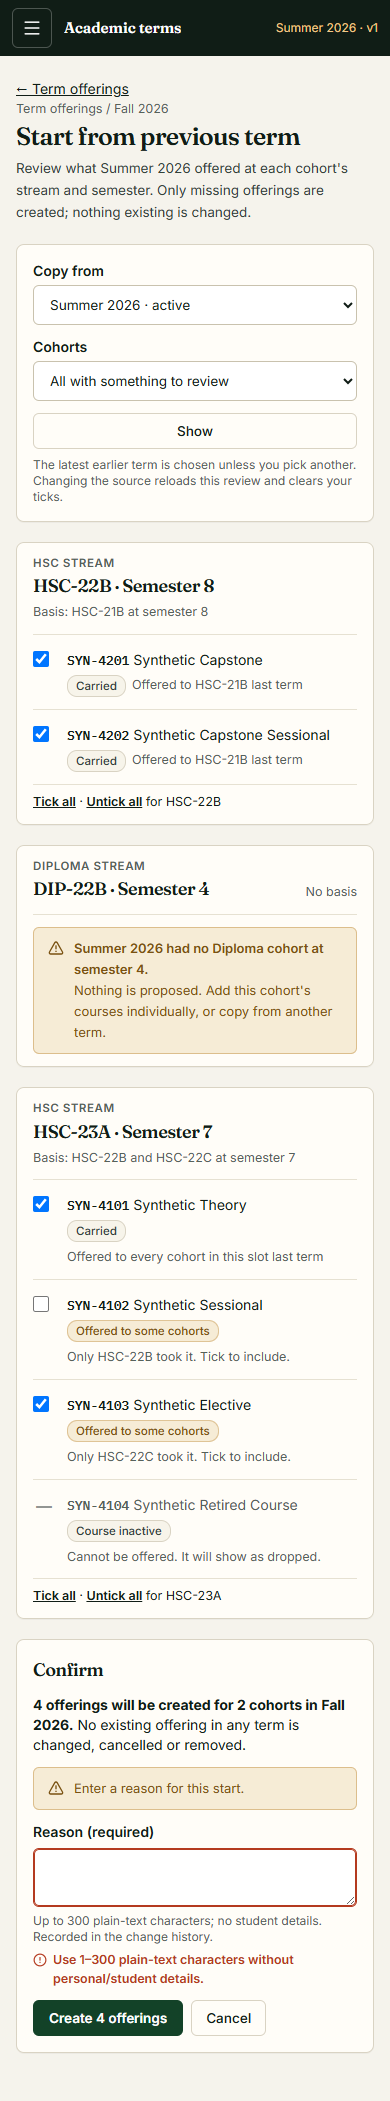 Academic terms
Summer 2026 · v1
← Term offerings
Term offerings / Fall 2026
Start from previous term
Review what Summer 2026 offered at each cohort's
stream and semester. Only missing offerings are
created; nothing existing is changed.
Copy from
Summer 2026 · active
Cohorts
All with something to review
Show
The latest earlier term is chosen unless you pick another.
Changing the source reloads this review and clears your
ticks.
HSC STREAM
HSC-22B · Semester 8
Basis: HSC-21B at semester 8
SYN-4201 Synthetic Capstone
Carried Offered to HSC-21B last term
SYN-4202 Synthetic Capstone Sessional
Carried Offered to HSC-21B last term
Tick all · Untick all for HSC-22B
DIPLOMA STREAM
DIP-22B · Semester 4
No basis
Summer 2026 had no Diploma cohort at
semester 4.
Nothing is proposed. Add this cohort's
courses individually, or copy from another
term.
HSC STREAM
HSC-23A · Semester 7
Basis: HSC-22B and HSC-22C at semester 7
SYN-4101 Synthetic Theory
Carried
Offered to every cohort in this slot last term
SYN-4102 Synthetic Sessional
Offered to some cohorts
Only HSC-22B took it. Tick to include.
SYN-4103 Synthetic Elective
Offered to some cohorts
Only HSC-22C took it. Tick to include.
— SYN-4104 Synthetic Retired Course
Course inactive
Cannot be offered. It will show as dropped.
Tick all · Untick all for HSC-23A
Confirm
4 offerings will be created for 2 cohorts in Fall
2026. No existing offering in any term is
changed, cancelled or removed.
Enter a reason for this start.
Reason (required)
Up to 300 plain-text characters; no student details.
Recorded in the change history.
Use 1–300 plain-text characters without
personal/student details.
Create 4 offerings
Cancel